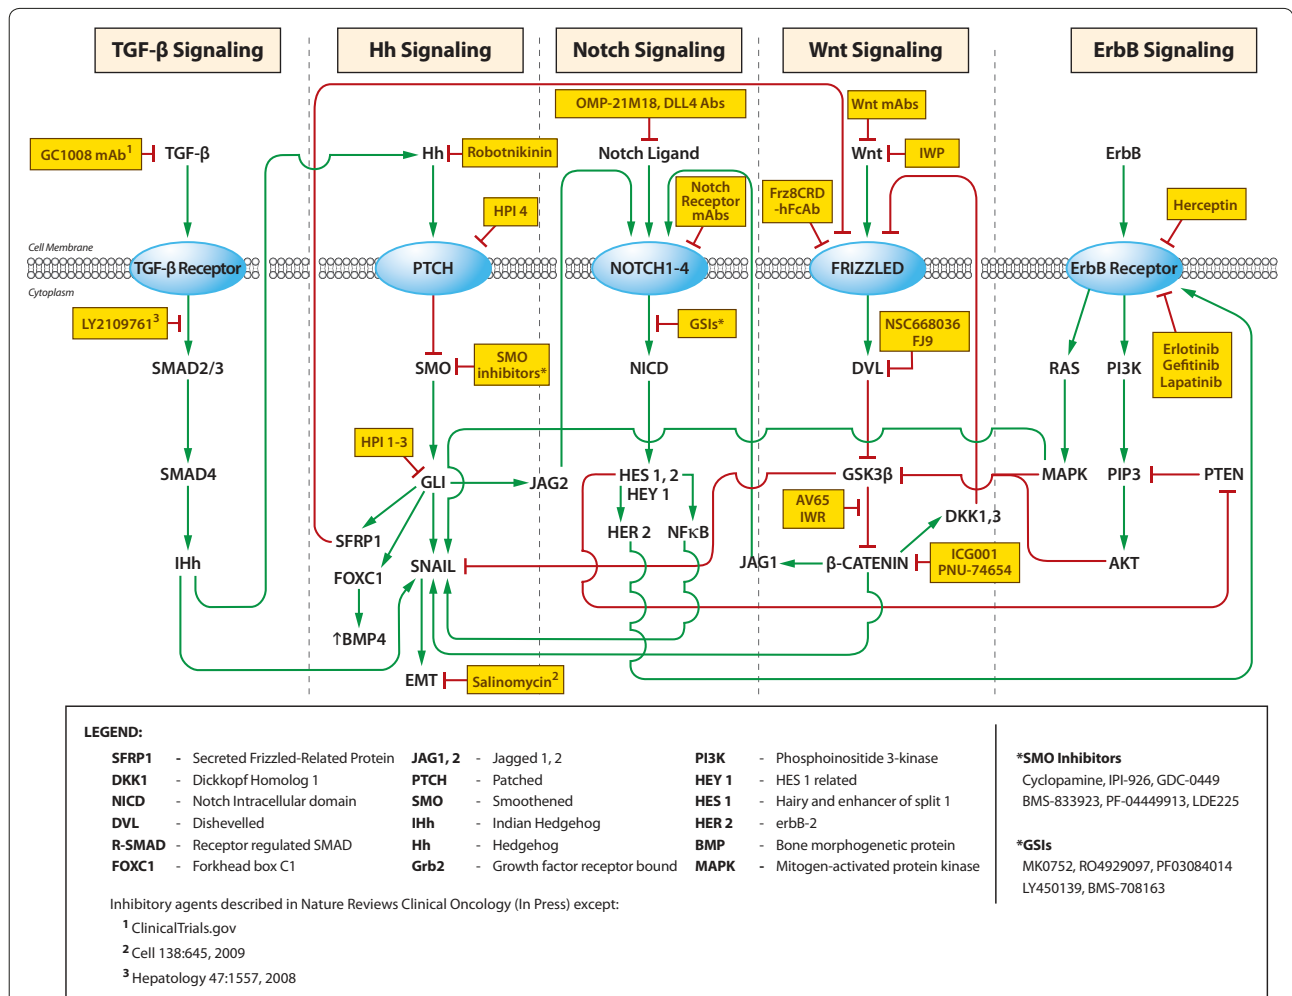 TGF-β Signaling
Hh Signaling
Notch Signaling
Wnt Signaling
ErbB Signaling
OMP-21M18, DLL4 Abs
Wnt mAbs
GC1008 mAb1
TGF-β
Hh
Robotnikinin
Notch Ligand
Wnt
IWP
ErbB
HPI 4
Notch
Receptor
mAbs
Frz8CRD
-hFcAb
Herceptin
Cell Membrane
TGF-β Receptor
PTCH
NOTCH1-4
FRIZZLED
ErbB Receptor
Cytoplasm
LY21097613
GSIs*
NSC668036
FJ9
SMAD2/3
SMO
SMO
inhibitors*
NICD
DVL
RAS
PI3K
Erlotinib
Gefitinib
Lapatinib
HPI 1-3
SMAD4
GLI
JAG2
HES 1, 2
HEY 1
GSK3β
MAPK
PIP3
PTEN
AV65
IWR
DKK1,3
SFRP1
HER 2
NFκB
IHh
FOXC1
SNAIL
JAG1
β-CATENIN
ICG001
PNU-74654
AKT
↑BMP4
EMT
Salinomycin2
LEGEND:
SFRP1 - Secreted Frizzled-Related Protein
DKK1 - Dickkopf Homolog 1
NICD - Notch Intracellular domain
DVL - Dishevelled
R-SMAD - Receptor regulated SMAD
FOXC1 - Forkhead box C1
JAG1, 2 - Jagged 1, 2
PTCH - Patched
SMO - Smoothened
IHh - Indian Hedgehog
Hh - Hedgehog
Grb2 - Growth factor receptor bound
PI3K - Phosphoinositide 3-kinase
HEY 1 - HES 1 related
HES 1 - Hairy and enhancer of split 1
HER 2 - erbB-2
BMP - Bone morphogenetic protein
MAPK - Mitogen-activated protein kinase
*SMO Inhibitors
Cyclopamine, IPI-926, GDC-0449
BMS-833923, PF-04449913, LDE225
*GSIs
MK0752, RO4929097, PF03084014
LY450139, BMS-708163
Inhibitory agents described in Nature Reviews Clinical Oncology (In Press) except:
1 ClinicalTrials.gov
2 Cell 138:645, 2009
3 Hepatology 47:1557, 2008